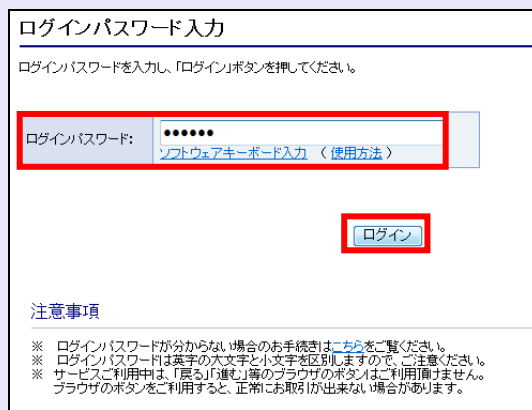 ログインパスワード入力
ログインパスワードを入力し、「ログイン」ボタンを押してください。
ログインパスワード: ●●●●●●
ソフトウェアキーボード入力 ( 使用方法 )
ログイン
注意事項
※ ログインパスワードが分からない場合のお手続きはこちらをご覧ください。
※ ログインパスワードは英字の大文字と小文字を区別しますので、ご注意ください。
※ サービスご利用中は、「戻る」「進む」等のブラウザのボタンはご利用頂けません。
ブラウザのボタンをご利用すると、正常にお取引が出来ない場合があります。